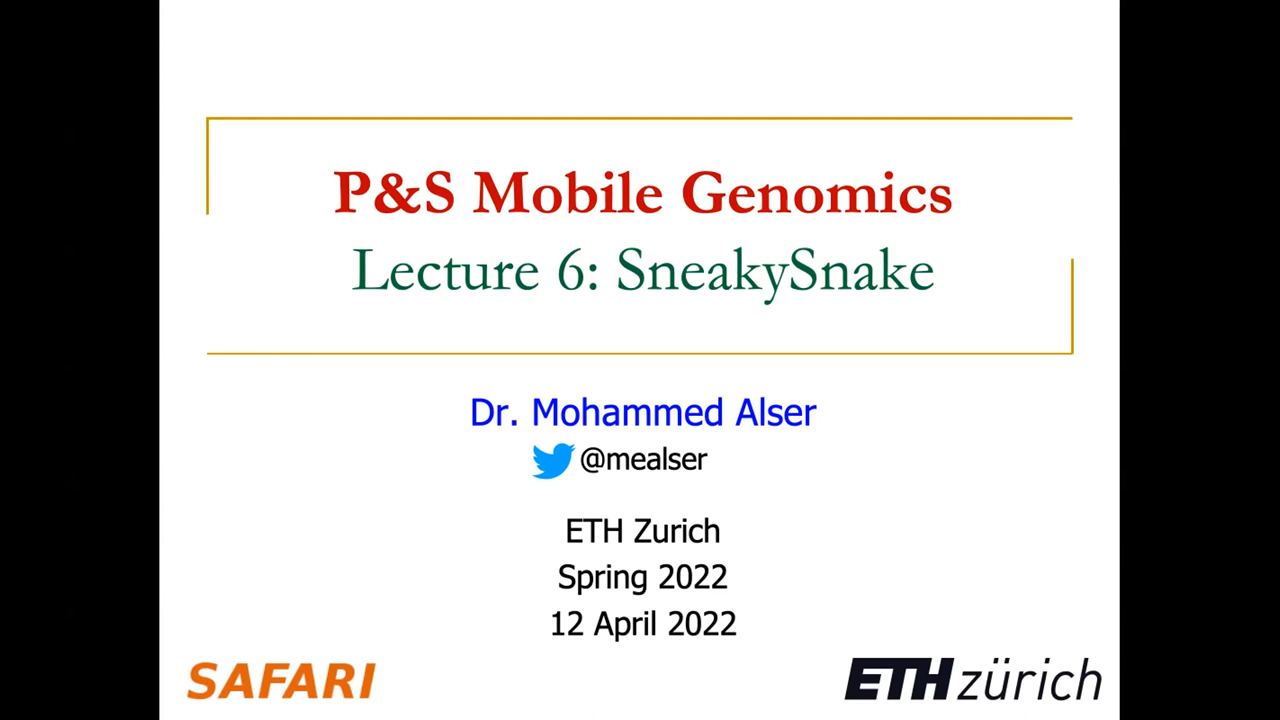 P&S Mobile Genomics
Lecture 6: SneakySnake
Dr. Mohammed Alser
@mealser
ETH Zurich
Spring 2022
12 April 2022
SAFARI
ETH zürich